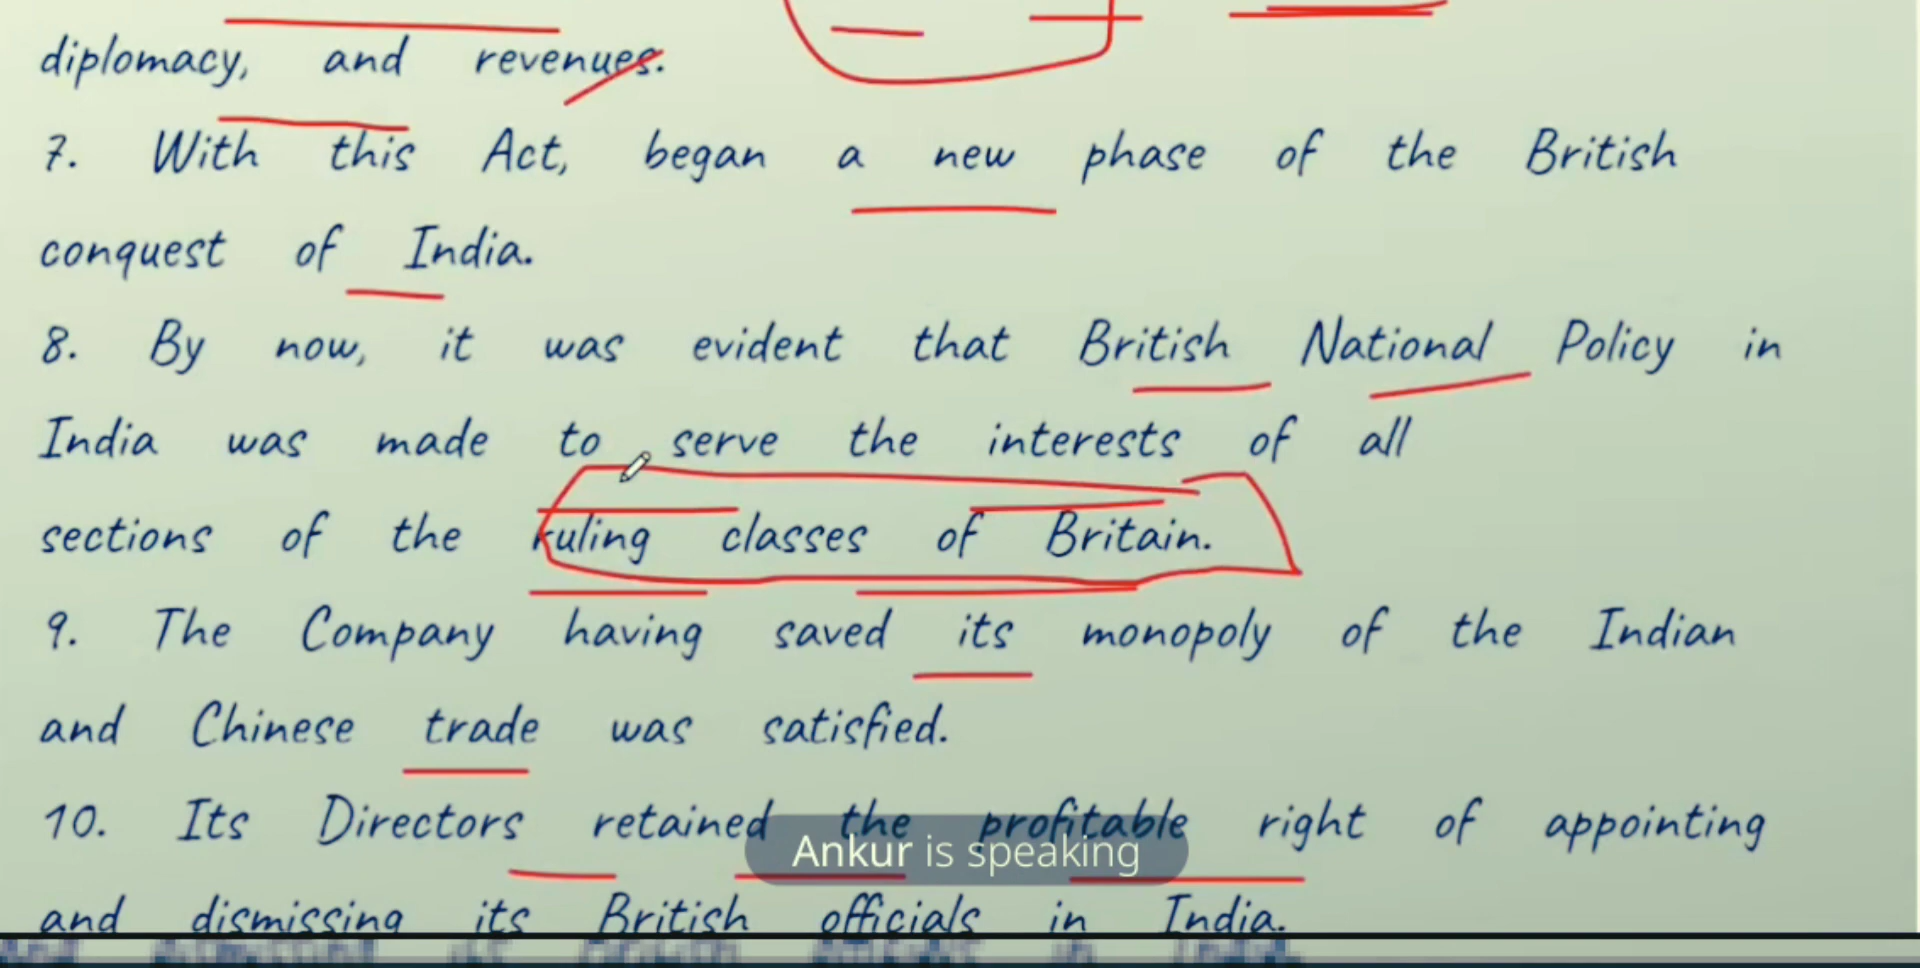 diplomacy, and revenues.
7. With this Act, began a new phase of the British
conquest of India.
8. By now, it was evident that British National Policy in
India was made to serve the interests of all
sections of the ruling classes of Britain.
9. The Company having saved its monopoly of the Indian
and Chinese trade was satisfied.
10. Its Directors retained the profitable right of appointing
Ankur is speaking
and dismissing its British officials in India.